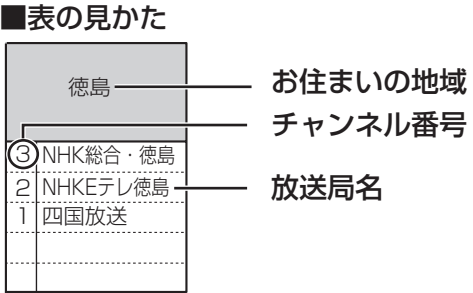 ■表の見かた
徳島
お住まいの地域
チャンネル番号
3 NHK総合・徳島
2 NHKEテレ徳島
放送局名
1 四国放送